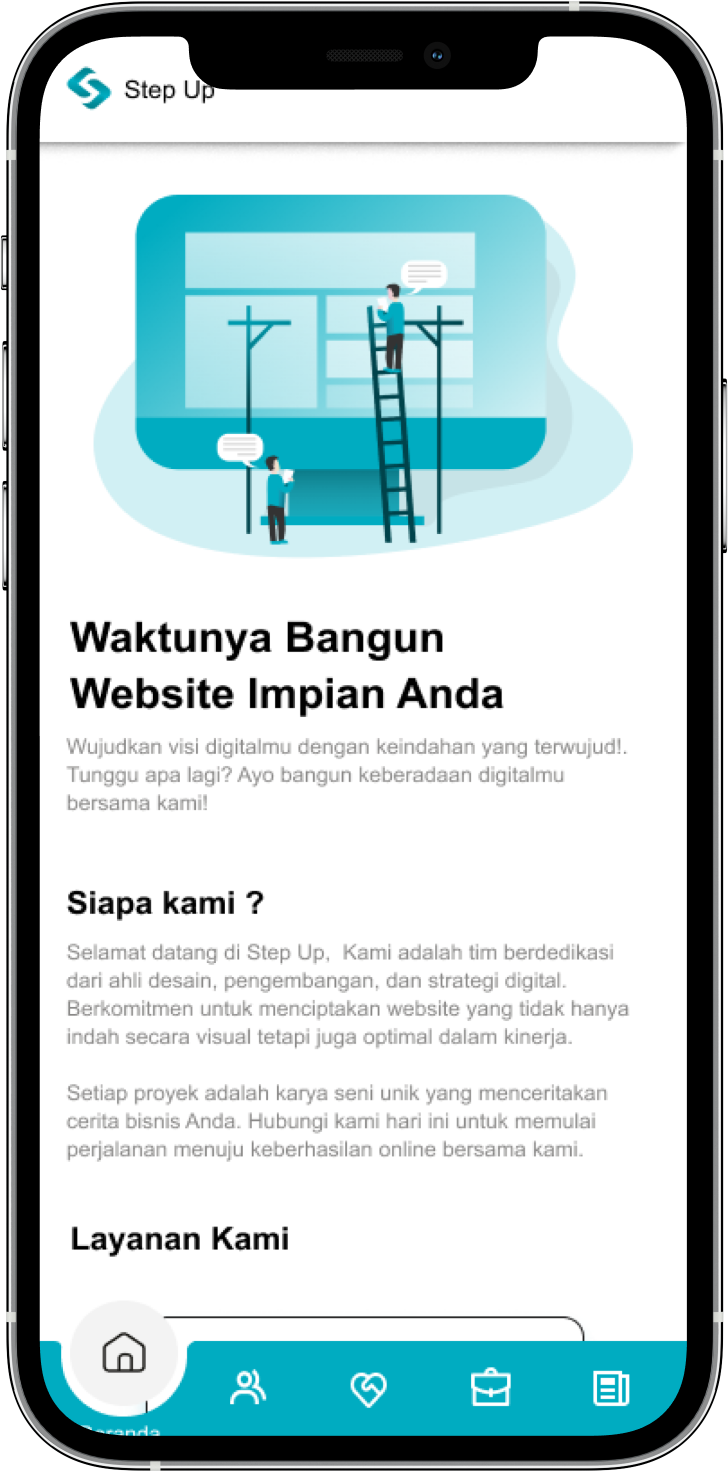 Step Up
Waktunya Bangun
Website Impian Anda
Wujudkan visi digitalmu dengan keindahan yang terwujud!.
Tunggu apa lagi? Ayo bangun keberadaan digitalmu
bersama kami!
Siapa kami ?
Selamat datang di Step Up,  Kami adalah tim berdedikasi
dari ahli desain, pengembangan, dan strategi digital.
Berkomitmen untuk menciptakan website yang tidak hanya
indah secara visual tetapi juga optimal dalam kinerja.
Setiap proyek adalah karya seni unik yang menceritakan
cerita bisnis Anda. Hubungi kami hari ini untuk memulai
perjalanan menuju keberhasilan online bersama kami.
Layanan Kami
Beranda